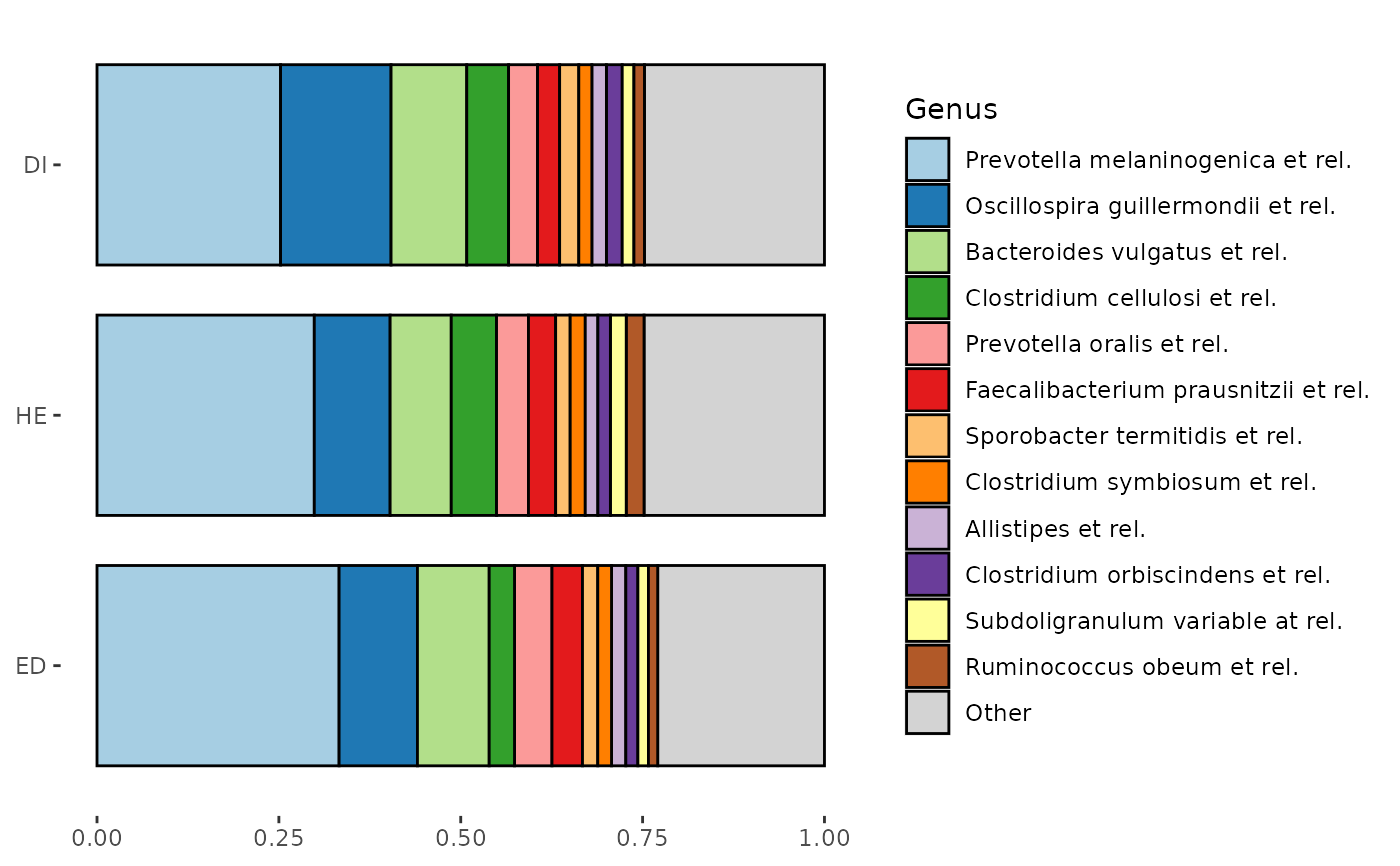 DI
HE
ED
0.00 0.25 0.50 0.75 1.00
Genus
Prevotella melaninogenica et rel.
Oscillospira guillermondii et rel.
Bacteroides vulgatus et rel.
Clostridium cellulosi et rel.
Prevotella oralis et rel.
Faecalibacterium prausnitzii et rel.
Sporobacter termitidis et rel.
Clostridium symbiosum et rel.
Allistipes et rel.
Clostridium orbiscindens et rel.
Subdoligranulum variable at rel.
Ruminococcus obeum et rel.
Other